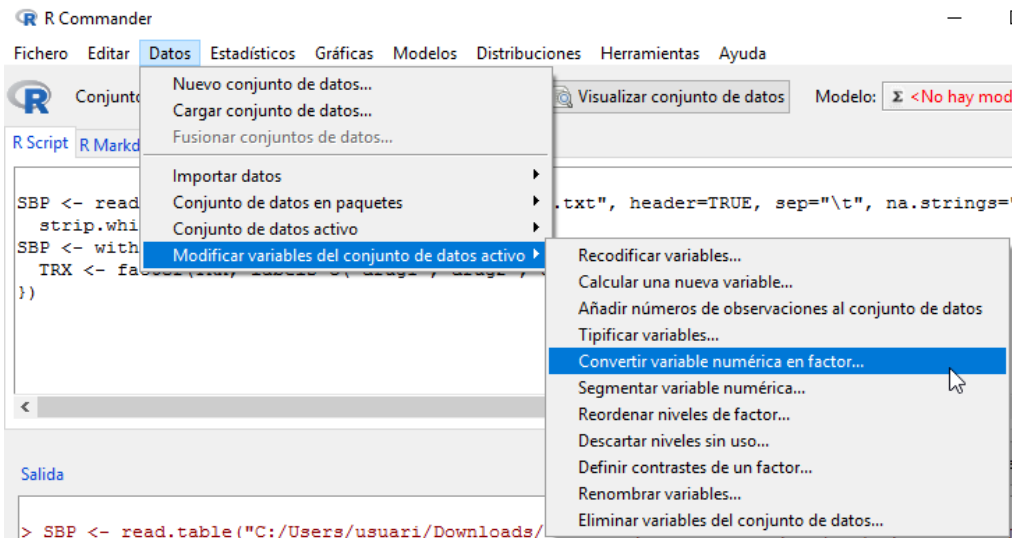 R Commander
Fichero Editar Datos Estadísticos Gráficas Modelos Distribuciones Herramientas Ayuda
Conjunto Visualizar conjunto de datos Modelo: Σ <No hay mod
R Script R Markd
Nuevo conjunto de datos...
Cargar conjunto de datos...
Fusionar conjuntos de datos...
Importar datos
Conjunto de datos en paquetes
Conjunto de datos activo
Modificar variables del conjunto de datos activo
Recodificar variables...
Calcular una nueva variable...
Añadir números de observaciones al conjunto de datos
Tipificar variables...
Convertir variable numérica en factor...
Segmentar variable numérica...
Reordenar niveles de factor...
Descartar niveles sin uso...
Definir contrastes de un factor...
Renombrar variables...
Eliminar variables del conjunto de datos...
SBP <- read .txt", header=TRUE, sep="\t", na.strings="
strip.whi
SBP <- with
TRX <-
})
Salida
> SBP <- read.table("C:/Users/usuari/Downloads/